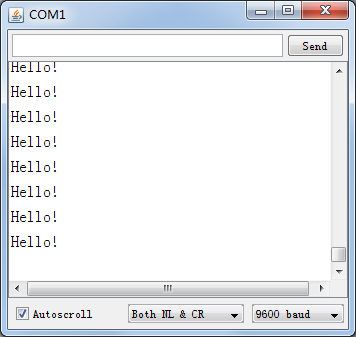 COM1
Send
Hello!
Hello!
Hello!
Hello!
Hello!
Hello!
Hello!
Hello!
Autoscroll
Both NL & CR
9600 baud